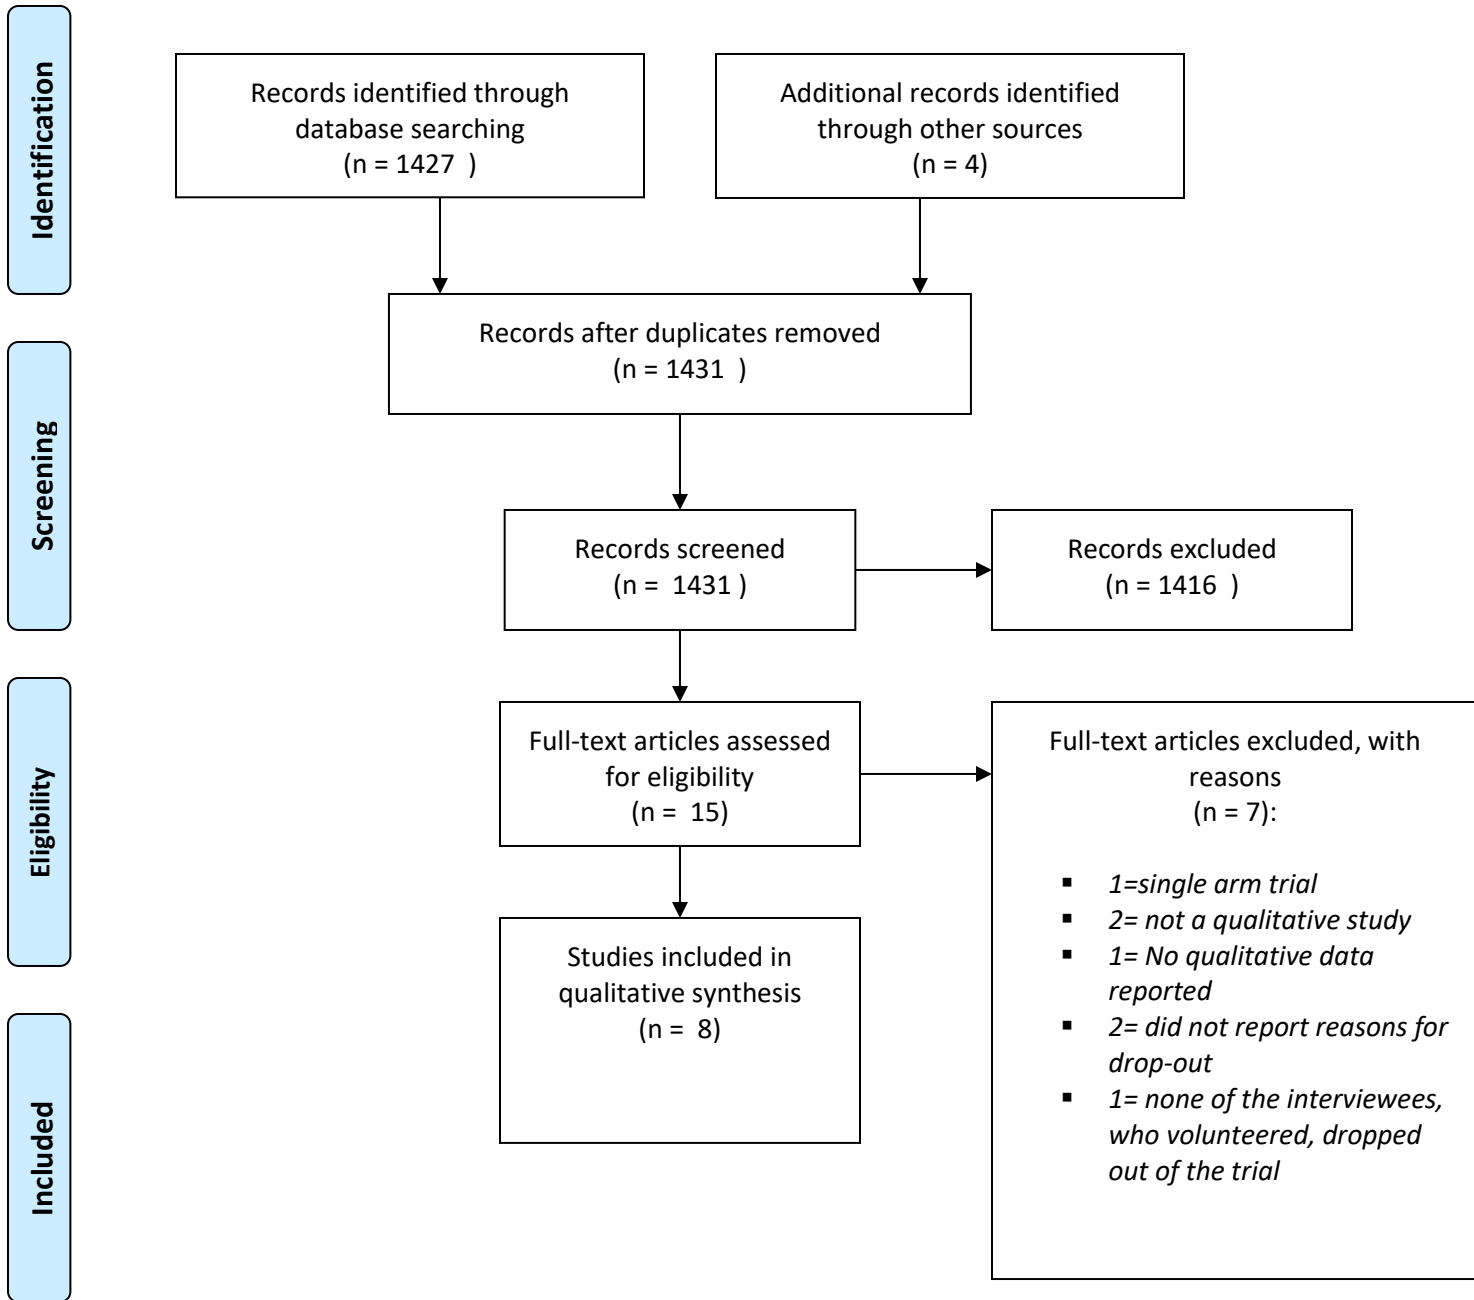 Identification
Records identified through
database searching
(n = 1427  )
Additional records identified
through other sources
(n = 4)
Records after duplicates removed
(n = 1431  )
Screening
Records screened
(n =  1431 )
Records excluded
(n = 1416  )
Eligibility
Full-text articles assessed
for eligibility
(n =  15)
Full-text articles excluded, with
reasons
(n = 7):
▪ 1=single arm trial
▪ 2= not a qualitative study
▪ 1= No qualitative data
reported
▪ 2= did not report reasons for
drop-out
▪ 1= none of the interviewees,
who volunteered, dropped
out of the trial
Included
Studies included in
qualitative synthesis
(n =  8)